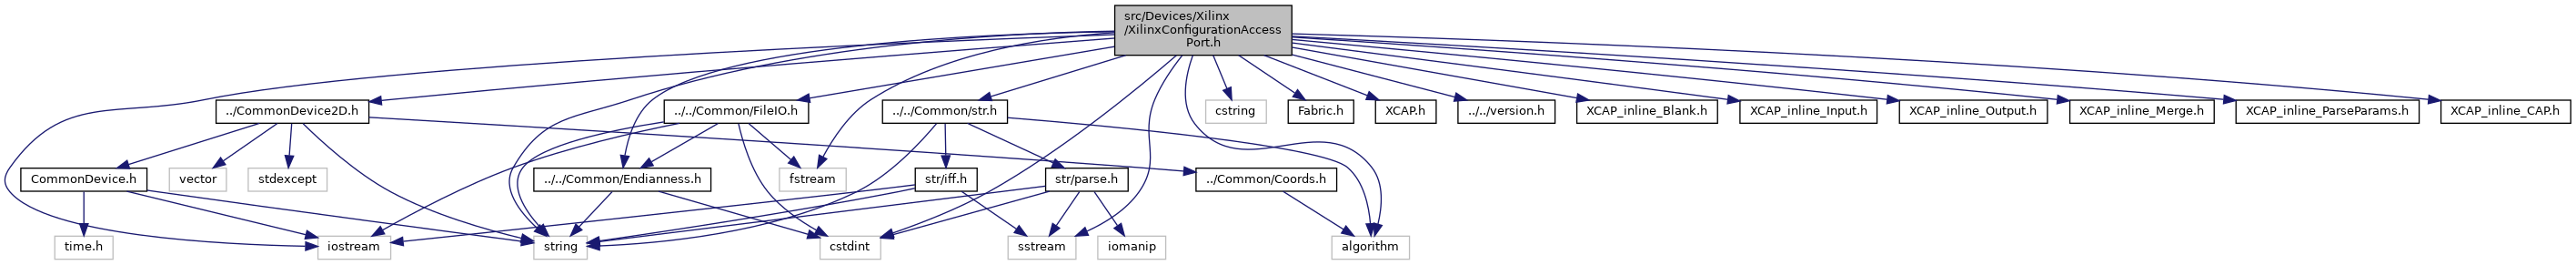 src/Devices/Xilinx
/XilinxConfigurationAccess
Port.h
../CommonDevice2D.h
../../Common/FileIO.h
../../Common/str.h
cstring
Fabric.h
XCAP.h
../../version.h
XCAP_inline_Blank.h
XCAP_inline_Input.h
XCAP_inline_Output.h
XCAP_inline_Merge.h
XCAP_inline_ParseParams.h
XCAP_inline_CAP.h
CommonDevice.h
vector
stdexcept
../../Common/Endianness.h
fstream
str/iff.h
str/parse.h
../Common/Coords.h
time.h
iostream
string
cstdint
sstream
iomanip
algorithm